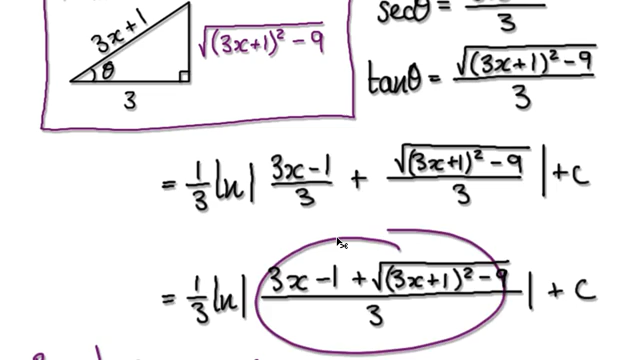 3x+1
√(3x+1)² − 9
θ
3
secθ = 3
tanθ = √(3x+1)² − 9 / 3
= 1/3 ln | 3x−1 / 3 + √(3x+1)² − 9 / 3 | + c
= 1/3 ln | 3x −1 + √(3x+1)² − 9 / 3 | + c